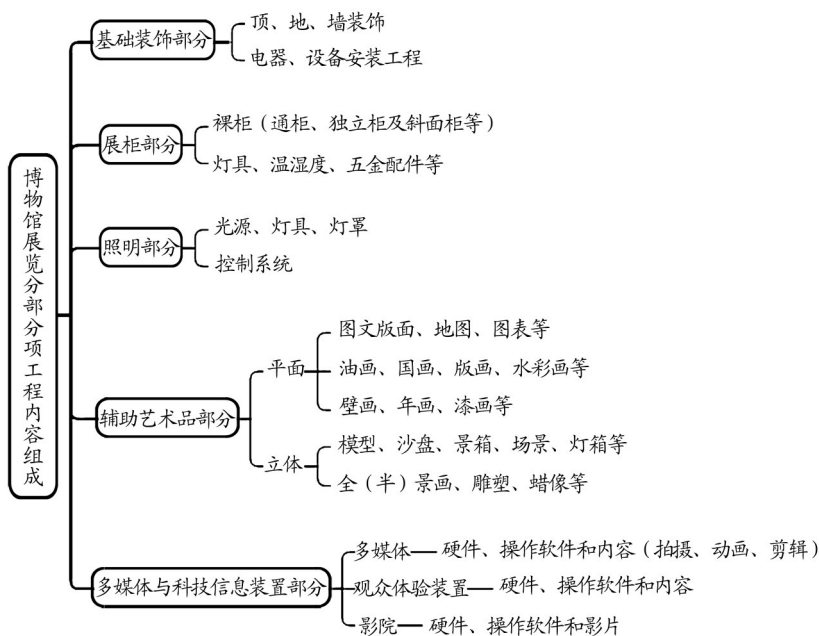 博物馆展览分部分项工程内容组成
基础装饰部分
顶、地、墙装饰
电器、设备安装工程
展柜部分
裸柜（通柜、独立柜及斜面柜等）
灯具、温湿度、五金配件等
照明部分
光源、灯具、灯罩
控制系统
辅助艺术品部分
平面
图文版面、地图、图表等
油画、国画、版画、水彩画等
壁画、年画、漆画等
立体
模型、沙盘、景箱、场景、灯箱等
全（半）景画、雕塑、蜡像等
多媒体与科技信息装置部分
多媒体 硬件、操作软件和内容（拍摄、动画、剪辑）
观众体验装置 硬件、操作软件和内容
影院 硬件、操作软件和影片